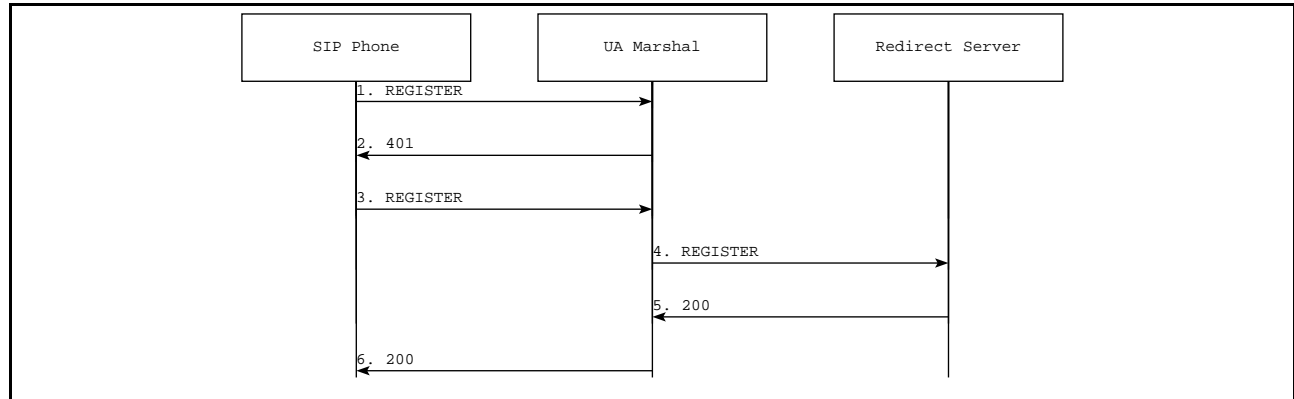 SIP Phone
UA Marshal
Redirect Server
1. REGISTER
2. 401
3. REGISTER
4. REGISTER
5. 200
6. 200